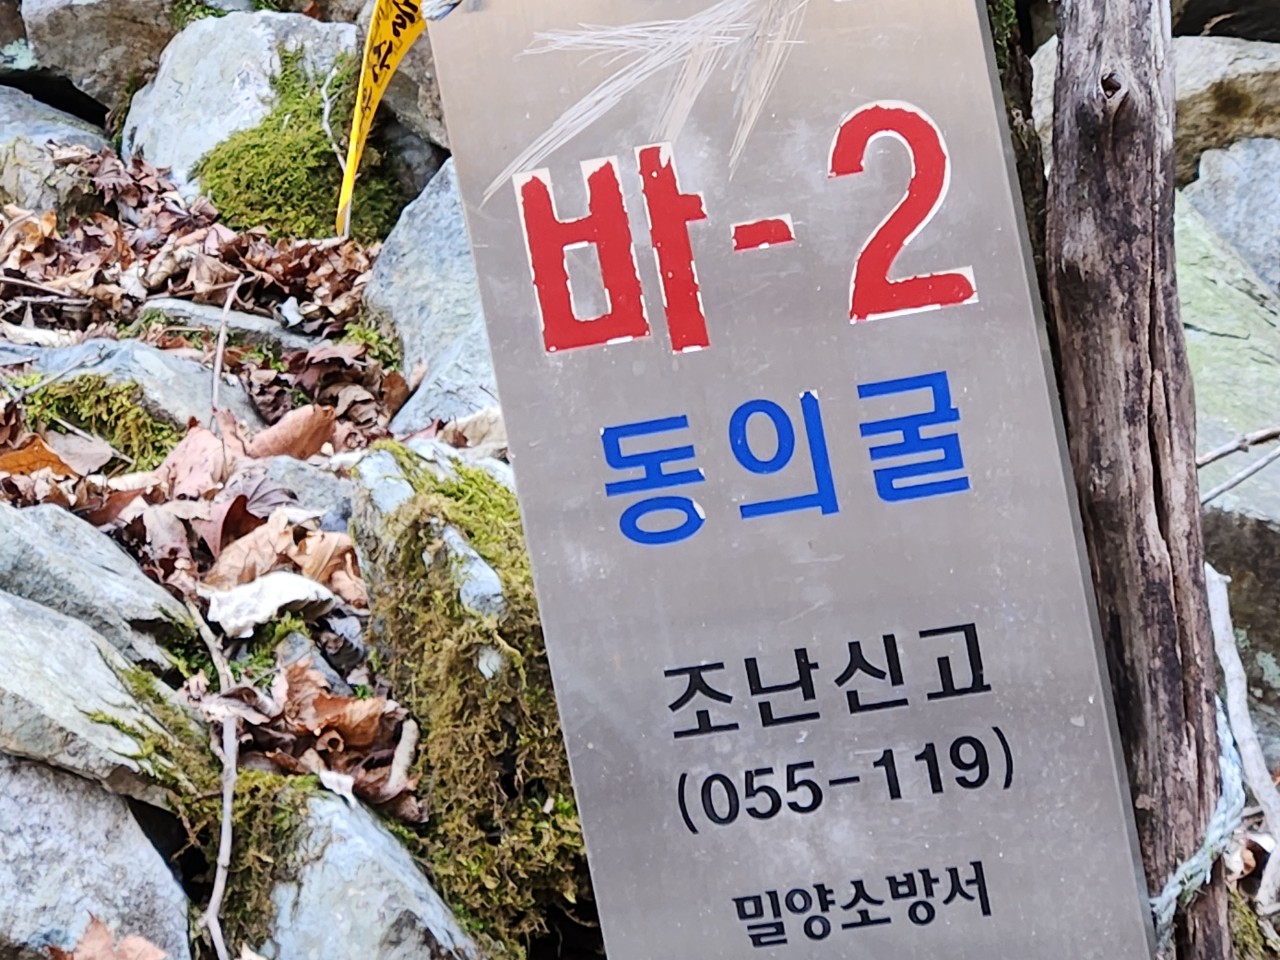 바-2
동의굴
조난신고
(055-119)
밀양소방서